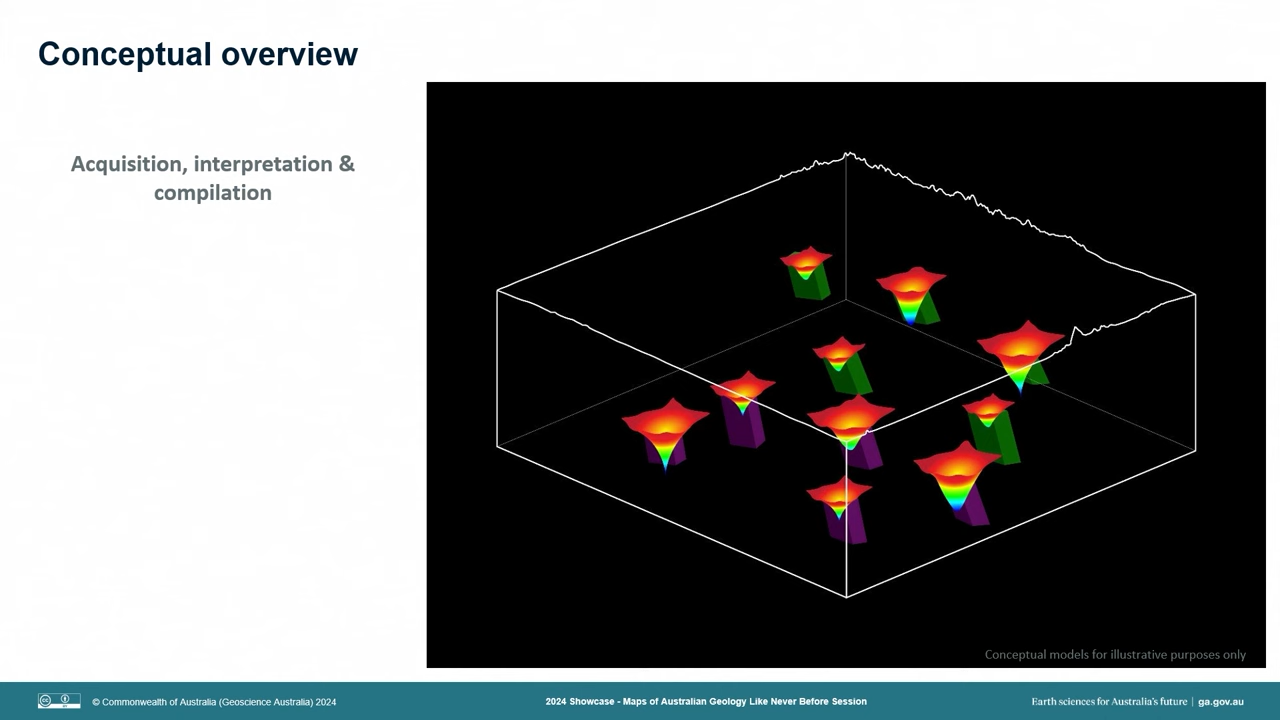 Conceptual overview
Acquisition, interpretation &
compilation
Conceptual models for illustrative purposes only
© Commonwealth of Australia (Geoscience Australia) 2024
2024 Showcase - Maps of Australian Geology Like Never Before Session
Earth sciences for Australia's future | ga.gov.au